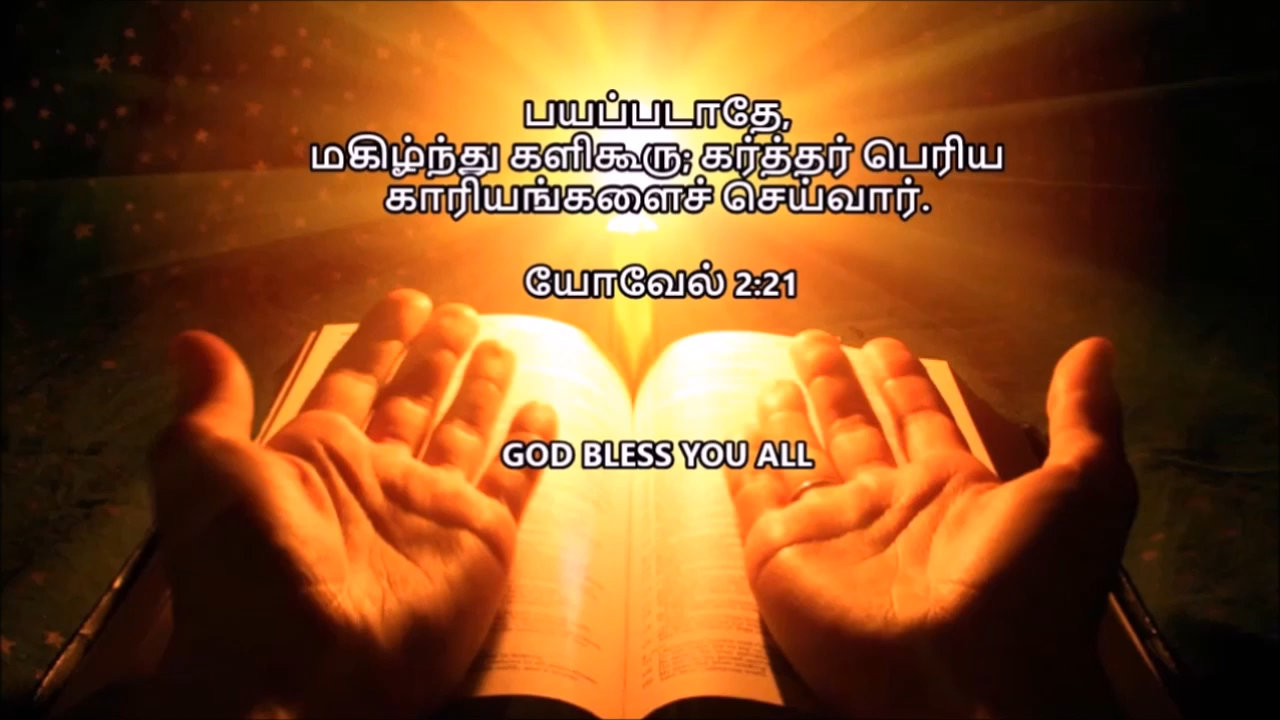 பயப்படாதே,
மகிழ்ந்து களிகூரு; கர்த்தர் பெரிய
காரியங்களைச் செய்வார்.
யோவேல் 2:21
GOD BLESS YOU ALL